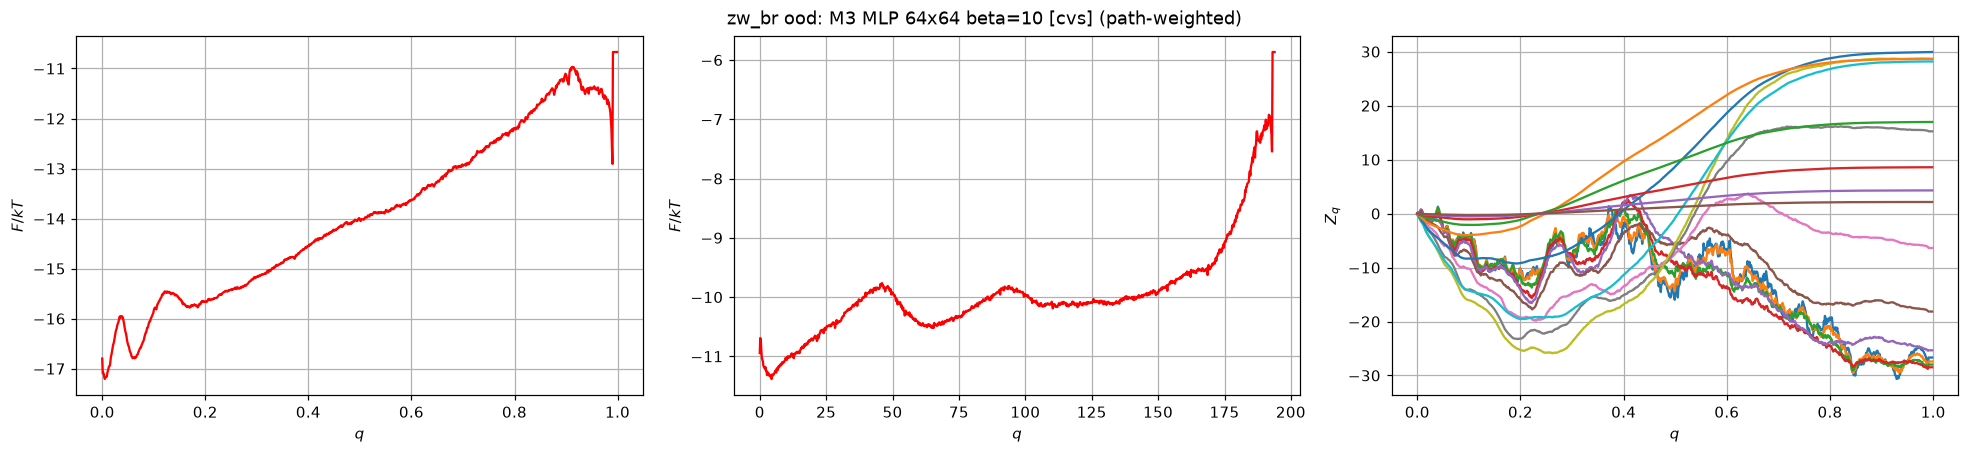 zw_br ood: M3 MLP 64x64 beta=10 [cvs] (path-weighted)
F/kT
−11
−12
−13
−14
−15
−16
−17
0.0 0.2 0.4 0.6 0.8 1.0
q
F/kT
−6
−7
−8
−9
−10
−11
0 25 50 75 100 125 150 175 200
q
Zq
30
20
10
0
−10
−20
−30
0.0 0.2 0.4 0.6 0.8 1.0
q